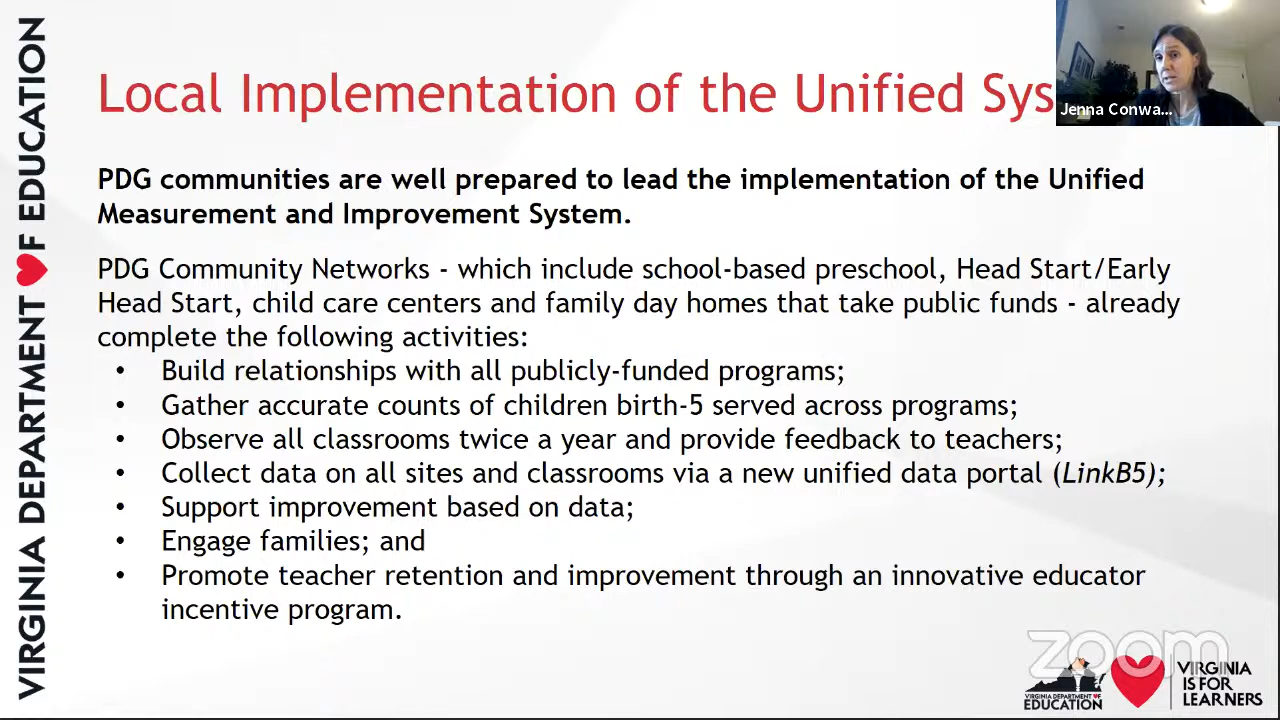 VIRGINIA DEPARTMENT OF EDUCATION
Local Implementation of the Unified Sys
Jenna Conwa...
PDG communities are well prepared to lead the implementation of the Unified
Measurement and Improvement System.
PDG Community Networks - which include school-based preschool, Head Start/Early
Head Start, child care centers and family day homes that take public funds - already
complete the following activities:
• Build relationships with all publicly-funded programs;
• Gather accurate counts of children birth-5 served across programs;
• Observe all classrooms twice a year and provide feedback to teachers;
• Collect data on all sites and classrooms via a new unified data portal (LinkB5);
• Support improvement based on data;
• Engage families; and
• Promote teacher retention and improvement through an innovative educator
incentive program.
zoom
VIRGINIA DEPARTMENT OF
EDUCATION
VIRGINIA
IS FOR
LEARNERS